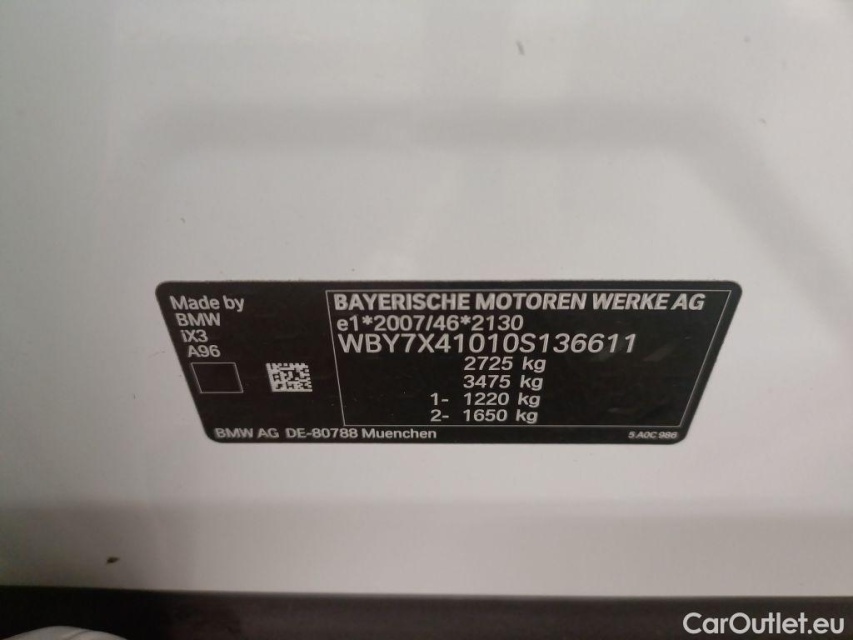 Made by
BMW
iX3
A96
BAYERISCHE MOTOREN WERKE AG
e1*2007/46*2130
WBY7X41010S136611
2725 kg
3475 kg
1- 1220 kg
2- 1650 kg
BMW AG DE-80788 Muenchen
5.A0C 986
CarOutlet.eu